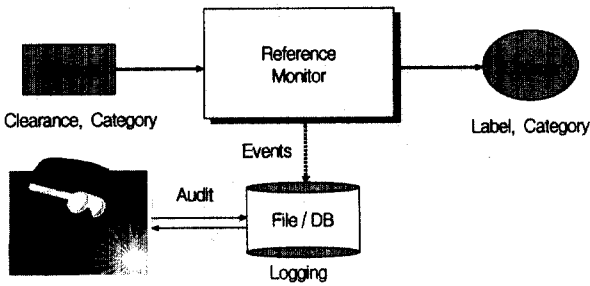 Reference
Monitor
Clearance, Category
Label, Category
Events
Audit
File / DB
Logging